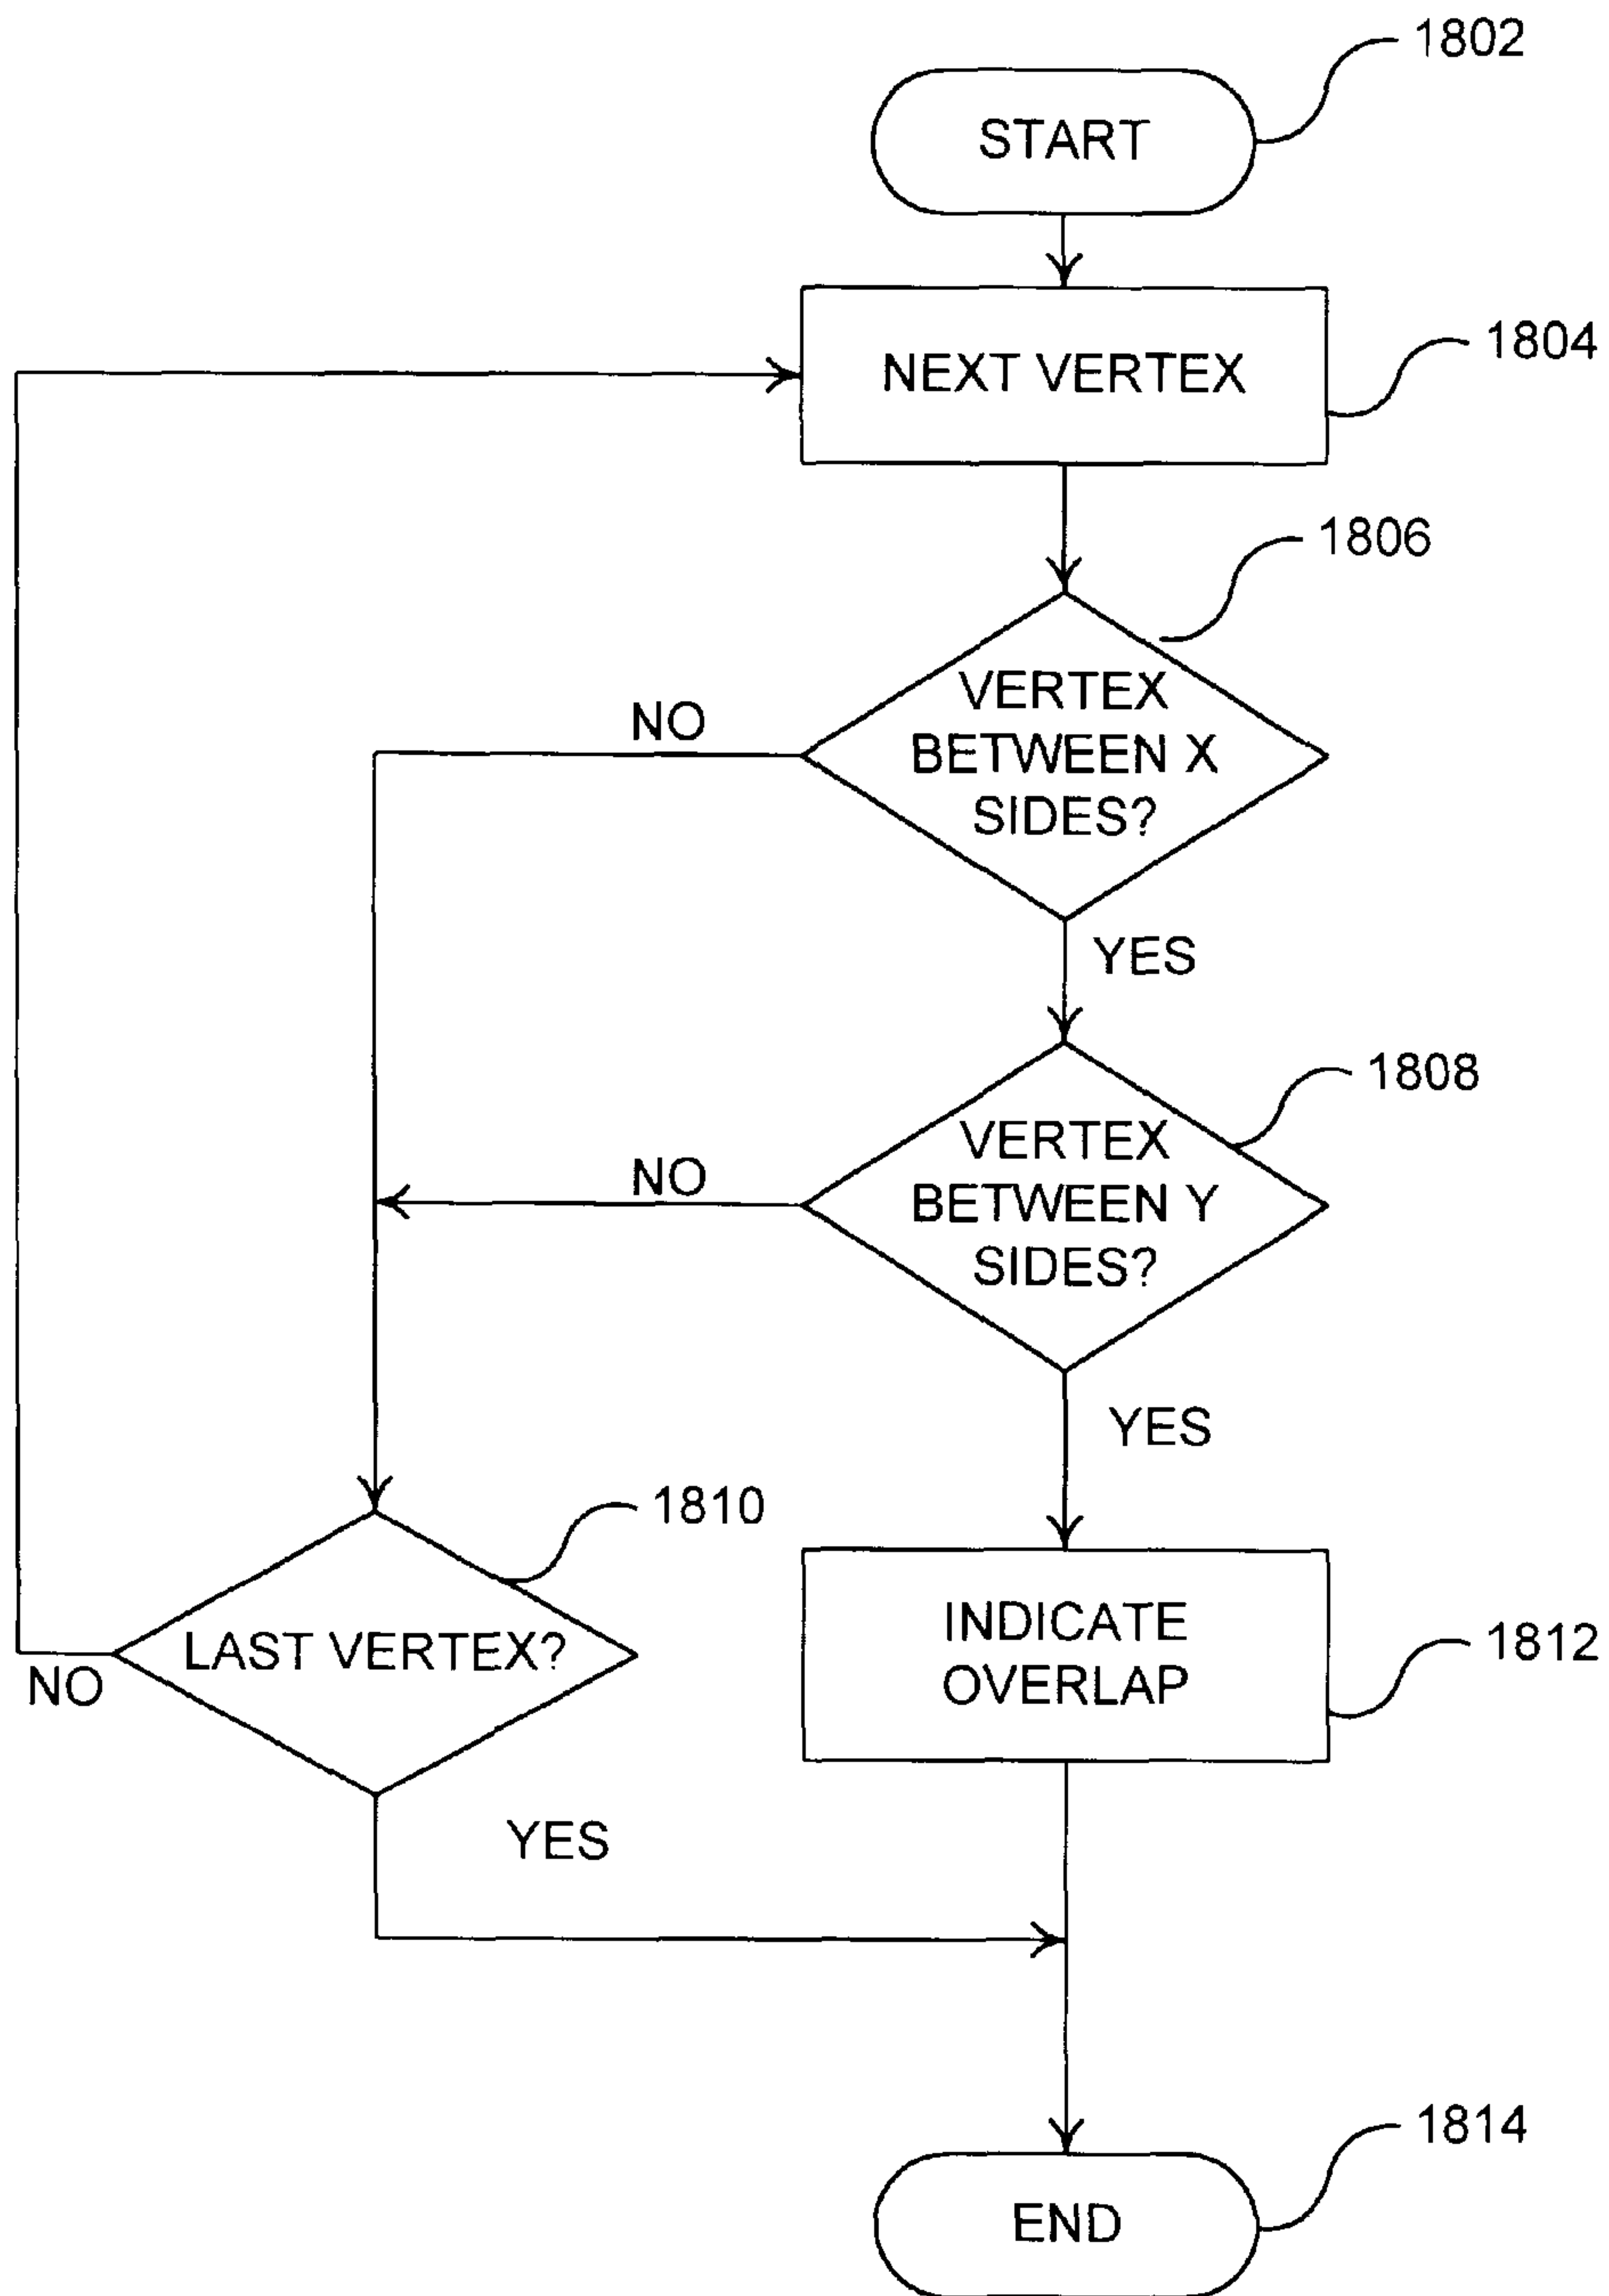 1802
START
1804
NEXT VERTEX
1806
VERTEX
BETWEEN X
SIDES?
NO
YES
1808
VERTEX
BETWEEN Y
SIDES?
NO
YES
1810
LAST VERTEX?
NO
YES
1812
INDICATE
OVERLAP
1814
END